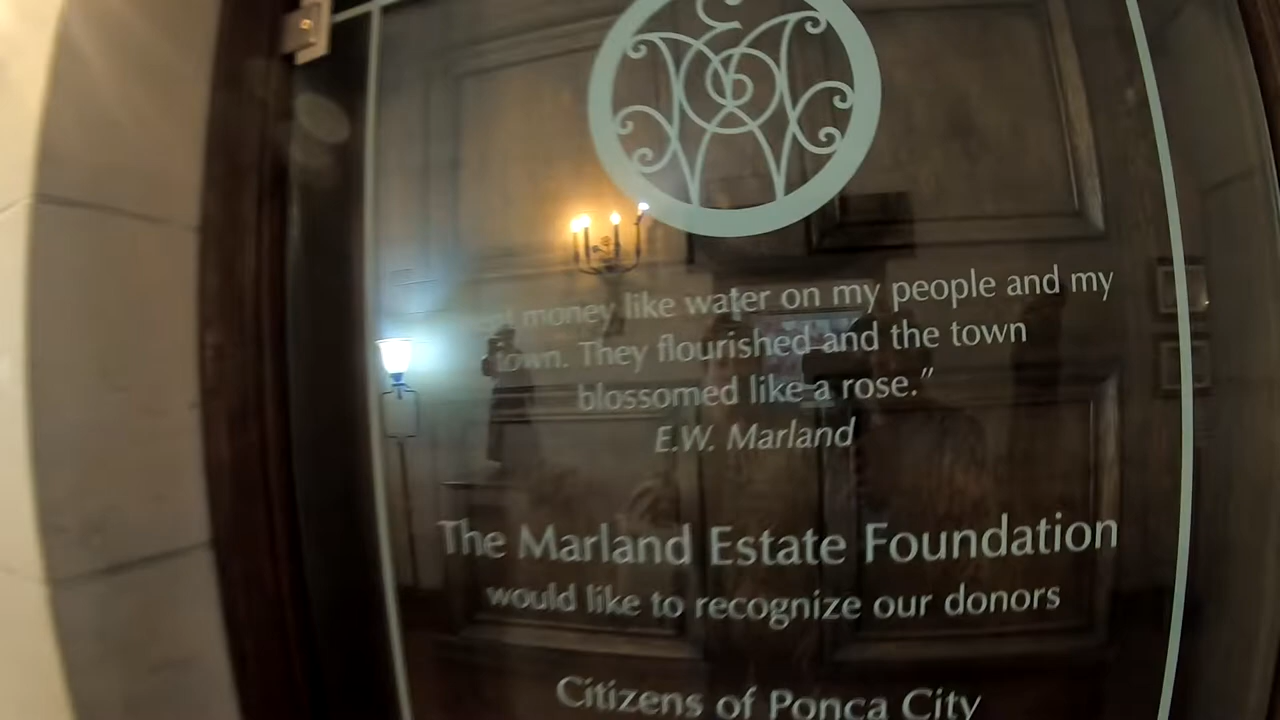 money like water on my people and my
town. They flourished and the town
blossomed like a rose.”
E.W. Marland
The Marland Estate Foundation
would like to recognize our donors
Citizens of Ponca City